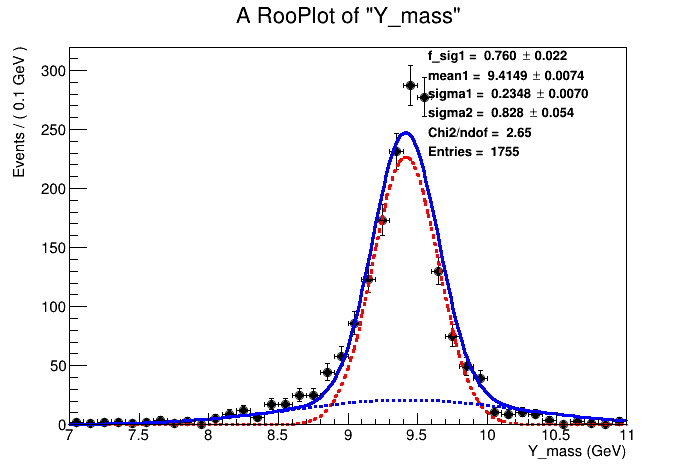 A RooPlot of "Y_mass"
f_sig1 = 0.760 ± 0.022
mean1 = 9.4149 ± 0.0074
sigma1 = 0.2348 ± 0.0070
sigma2 = 0.828 ± 0.054
Chi2/ndof = 2.65
Entries = 1755
Events / ( 0.1 GeV )
300
250
200
150
100
50
0
7 7.5 8 8.5 9 9.5 10 10.5 11
Y_mass (GeV)